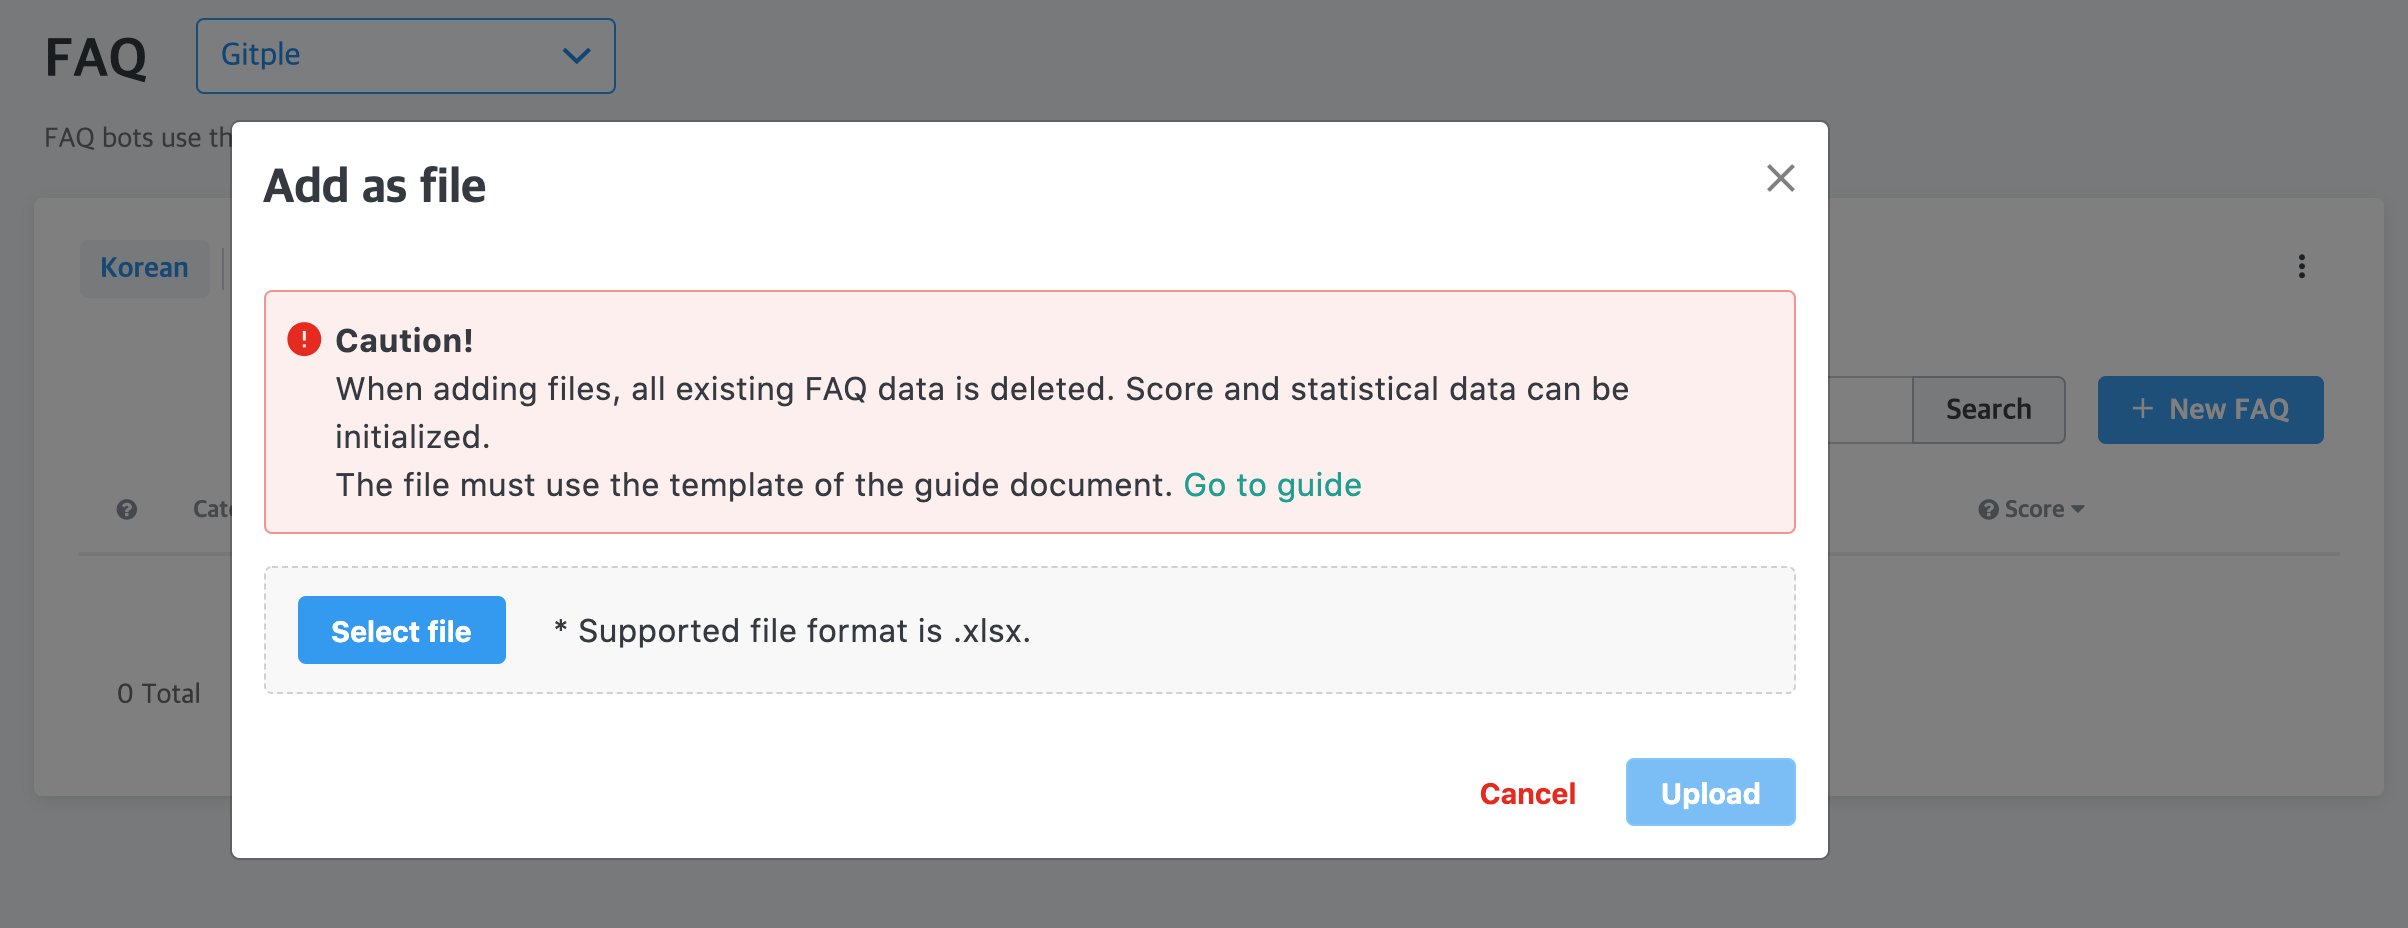 FAQ
Gitple
FAQ bots use th
Add as file
Korean
Caution!
When adding files, all existing FAQ data is deleted. Score and statistical data can be
initialized.
The file must use the template of the guide document. Go to guide
Search
+ New FAQ
Cate
Score
Select file
* Supported file format is .xlsx.
0 Total
Cancel
Upload